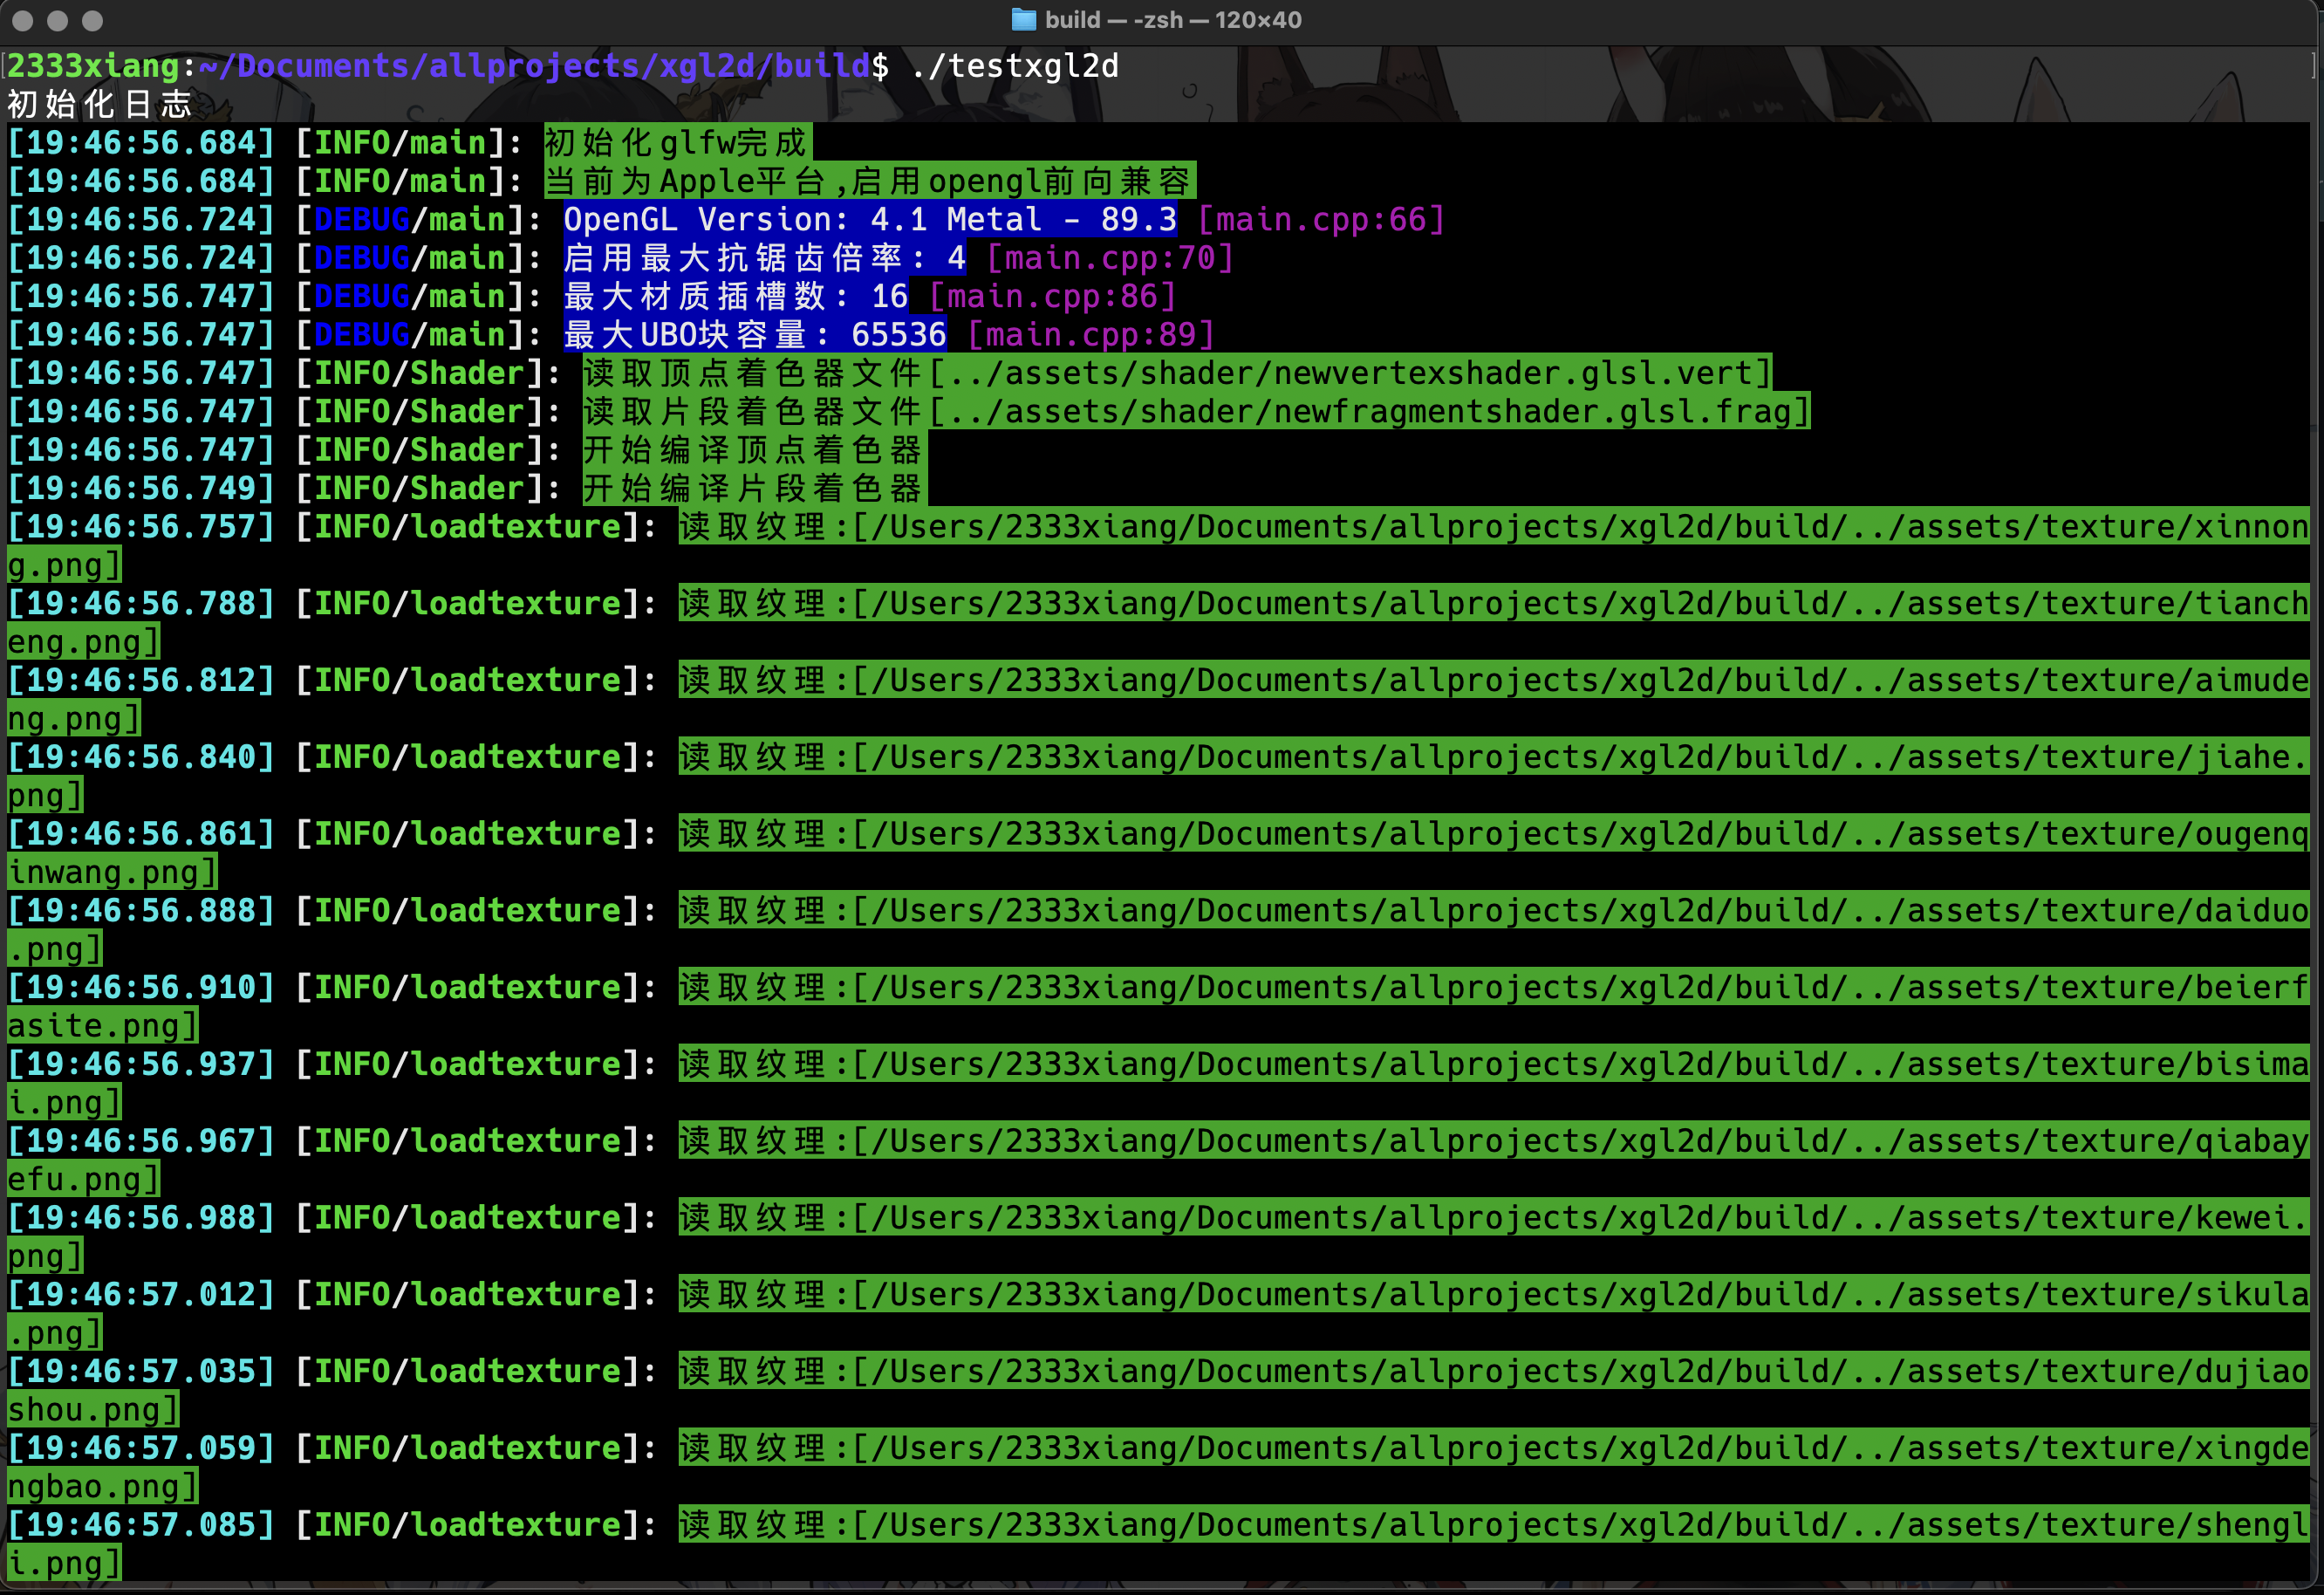 build — -zsh — 120×40
2333xiang:~/Documents/allprojects/xgl2d/build$ ./testxgl2d
初始化日志
[19:46:56.684] [INFO/main]: 初始化glfw完成
[19:46:56.684] [INFO/main]: 当前为Apple平台,启用opengl前向兼容
[19:46:56.724] [DEBUG/main]: OpenGL Version: 4.1 Metal - 89.3 [main.cpp:66]
[19:46:56.724] [DEBUG/main]: 启用最大抗锯齿倍率: 4 [main.cpp:70]
[19:46:56.747] [DEBUG/main]: 最大材质插槽数: 16 [main.cpp:86]
[19:46:56.747] [DEBUG/main]: 最大UBO块容量: 65536 [main.cpp:89]
[19:46:56.747] [INFO/Shader]: 读取顶点着色器文件[../assets/shader/newvertexshader.glsl.vert]
[19:46:56.747] [INFO/Shader]: 读取片段着色器文件[../assets/shader/newfragmentshader.glsl.frag]
[19:46:56.747] [INFO/Shader]: 开始编译顶点着色器
[19:46:56.749] [INFO/Shader]: 开始编译片段着色器
[19:46:56.757] [INFO/loadtexture]: 读取纹理:[/Users/2333xiang/Documents/allprojects/xgl2d/build/../assets/texture/xinnon
g.png]
[19:46:56.788] [INFO/loadtexture]: 读取纹理:[/Users/2333xiang/Documents/allprojects/xgl2d/build/../assets/texture/tianch
eng.png]
[19:46:56.812] [INFO/loadtexture]: 读取纹理:[/Users/2333xiang/Documents/allprojects/xgl2d/build/../assets/texture/aimude
ng.png]
[19:46:56.840] [INFO/loadtexture]: 读取纹理:[/Users/2333xiang/Documents/allprojects/xgl2d/build/../assets/texture/jiahe.
png]
[19:46:56.861] [INFO/loadtexture]: 读取纹理:[/Users/2333xiang/Documents/allprojects/xgl2d/build/../assets/texture/ougenq
inwang.png]
[19:46:56.888] [INFO/loadtexture]: 读取纹理:[/Users/2333xiang/Documents/allprojects/xgl2d/build/../assets/texture/daiduo
.png]
[19:46:56.910] [INFO/loadtexture]: 读取纹理:[/Users/2333xiang/Documents/allprojects/xgl2d/build/../assets/texture/beierf
asite.png]
[19:46:56.937] [INFO/loadtexture]: 读取纹理:[/Users/2333xiang/Documents/allprojects/xgl2d/build/../assets/texture/bisima
i.png]
[19:46:56.967] [INFO/loadtexture]: 读取纹理:[/Users/2333xiang/Documents/allprojects/xgl2d/build/../assets/texture/qiabay
efu.png]
[19:46:56.988] [INFO/loadtexture]: 读取纹理:[/Users/2333xiang/Documents/allprojects/xgl2d/build/../assets/texture/kewei.
png]
[19:46:57.012] [INFO/loadtexture]: 读取纹理:[/Users/2333xiang/Documents/allprojects/xgl2d/build/../assets/texture/sikula
.png]
[19:46:57.035] [INFO/loadtexture]: 读取纹理:[/Users/2333xiang/Documents/allprojects/xgl2d/build/../assets/texture/dujiao
shou.png]
[19:46:57.059] [INFO/loadtexture]: 读取纹理:[/Users/2333xiang/Documents/allprojects/xgl2d/build/../assets/texture/xingde
ngbao.png]
[19:46:57.085] [INFO/loadtexture]: 读取纹理:[/Users/2333xiang/Documents/allprojects/xgl2d/build/../assets/texture/shengl
i.png]